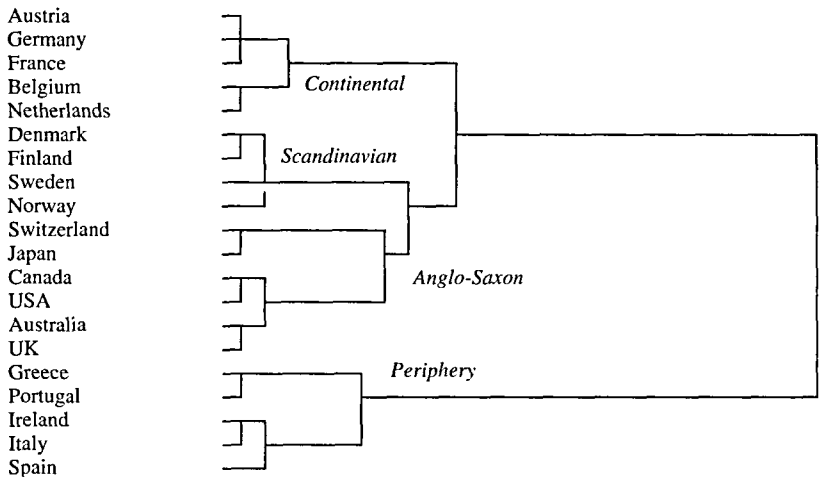 Austria
Germany
France
Belgium
Continental
Netherlands
Denmark
Finland
Scandinavian
Sweden
Norway
Switzerland
Japan
Canada
Anglo-Saxon
USA
Australia
UK
Greece
Periphery
Portugal
Ireland
Italy
Spain